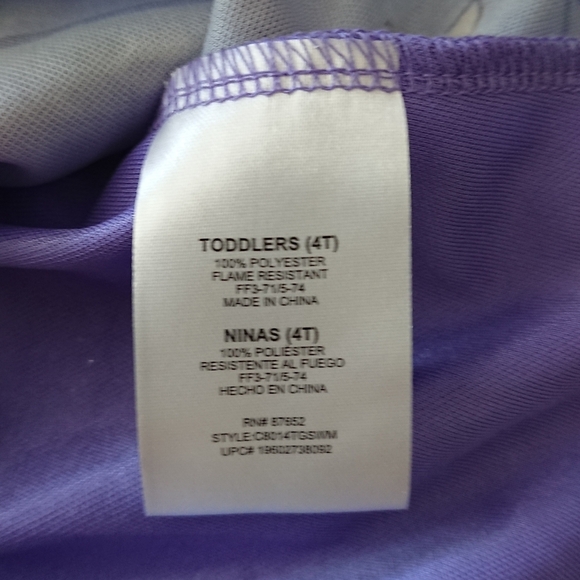 TODDLERS (4T)
100% POLYESTER
FLAME RESISTANT
FF3-71/5-74
MADE IN CHINA
NINAS (4T)
100% POLIESTER
RESISTENTE AL FUEGO
FF3-71/5-74
HECHO EN CHINA
RN# 87652
STYLE:C8014TGSWM
UPC# 19602738092